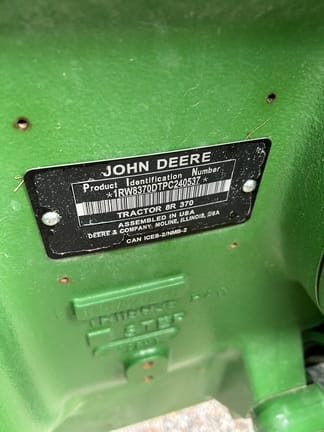 JOHN DEERE
Product Identification Number
*1RW8370DTPC240537*
TRACTOR 8R 370
ASSEMBLED IN USA
DEERE & COMPANY MOLINE, ILLINOIS, USA
CAN ICES-2/NMB-2